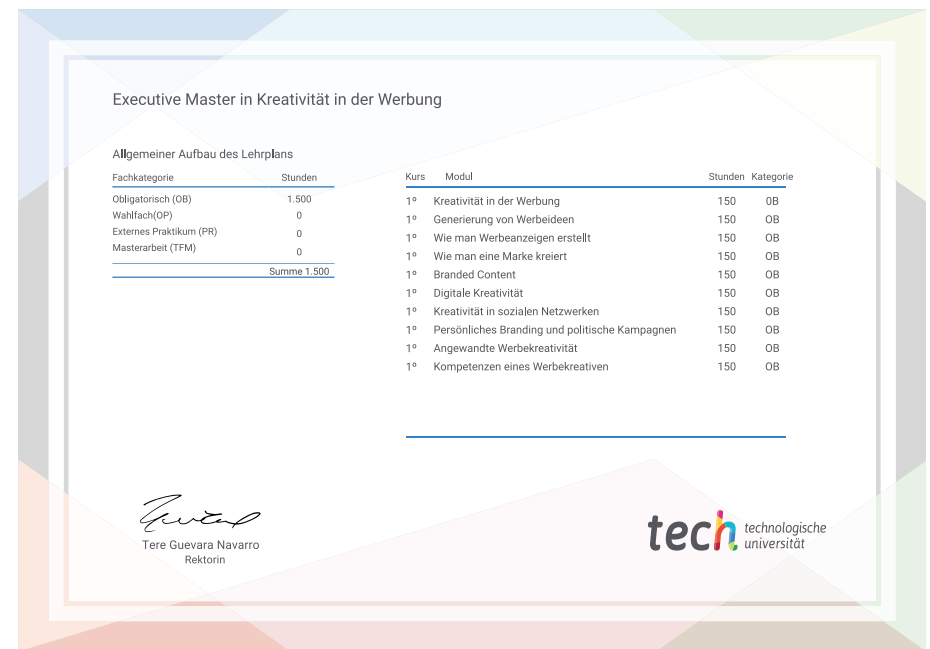 Executive Master in Kreativität in der Werbung
Allgemeiner Aufbau des Lehrplans
Fachkategorie Stunden
Obligatorisch (OB) 1.500
Wahlfach(OP) 0
Externes Praktikum (PR) 0
Masterarbeit (TFM) 0
Summe 1.500
Kurs Modul Stunden Kategorie
1º Kreativität in der Werbung 150 0B
1º Generierung von Werbeideen 150 OB
1º Wie man Werbeanzeigen erstellt 150 OB
1º Wie man eine Marke kreiert 150 OB
1º Branded Content 150 OB
1º Digitale Kreativität 150 OB
1º Kreativität in sozialen Netzwerken 150 OB
1º Persönliches Branding und politische Kampagnen 150 OB
1º Angewandte Werbekreativität 150 OB
1º Kompetenzen eines Werbekreativen 150 OB
Tere Guevara Navarro
Rektorin
tech technologische
universität